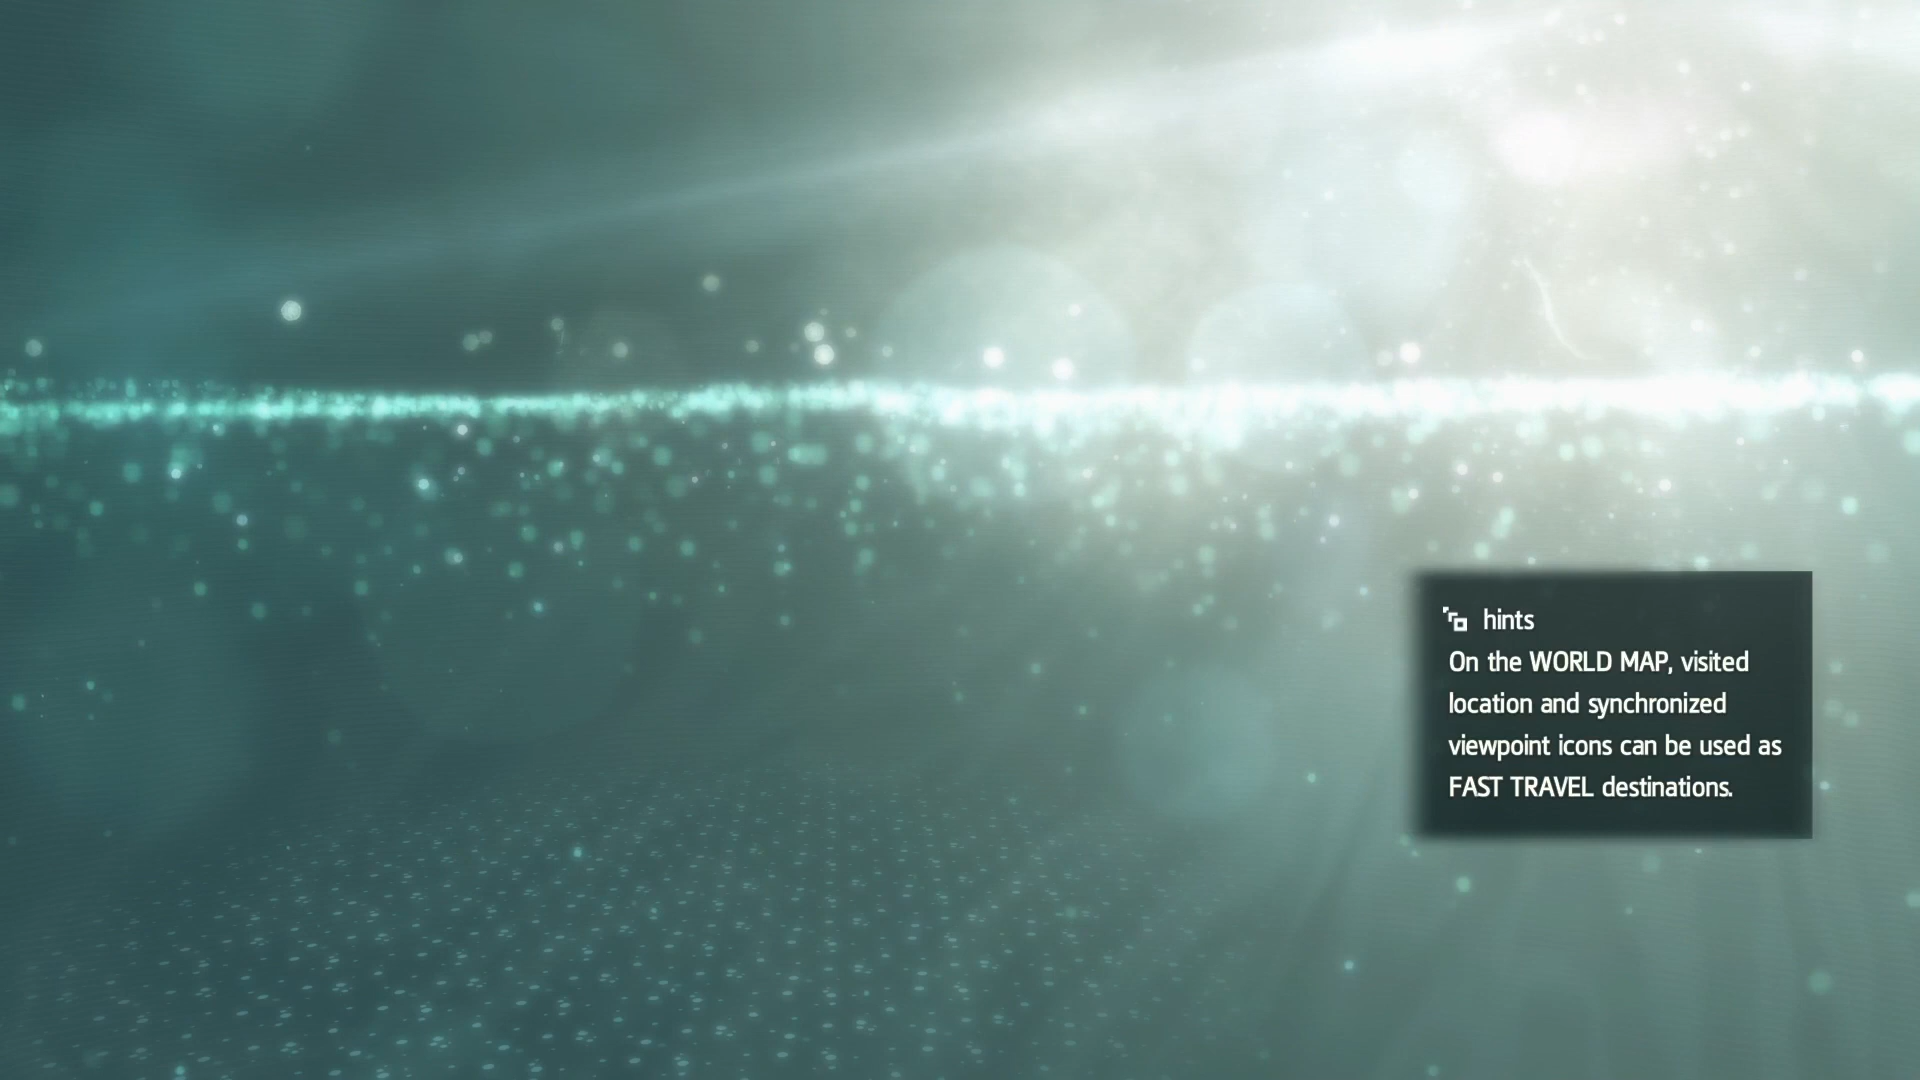 hints
On the WORLD MAP, visited
location and synchronized
viewpoint icons can be used as
FAST TRAVEL destinations.